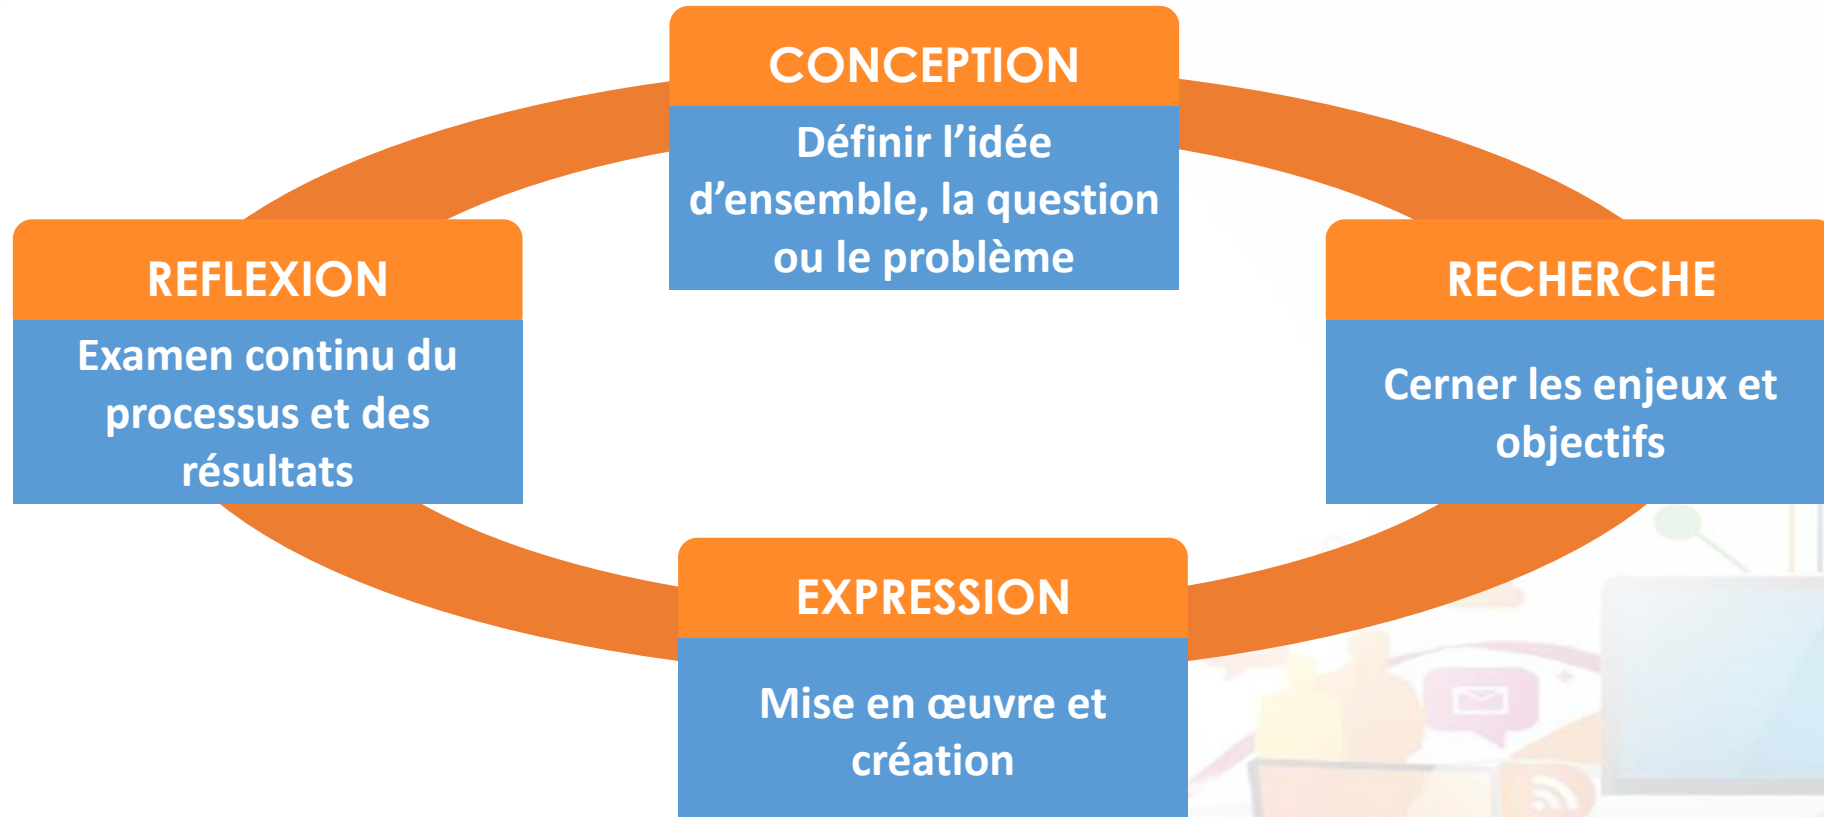 CONCEPTION
Définir l’idée
d’ensemble, la question
ou le problème
REFLEXION
Examen continu du
processus et des
résultats
RECHERCHE
Cerner les enjeux et
objectifs
EXPRESSION
Mise en œuvre et
création